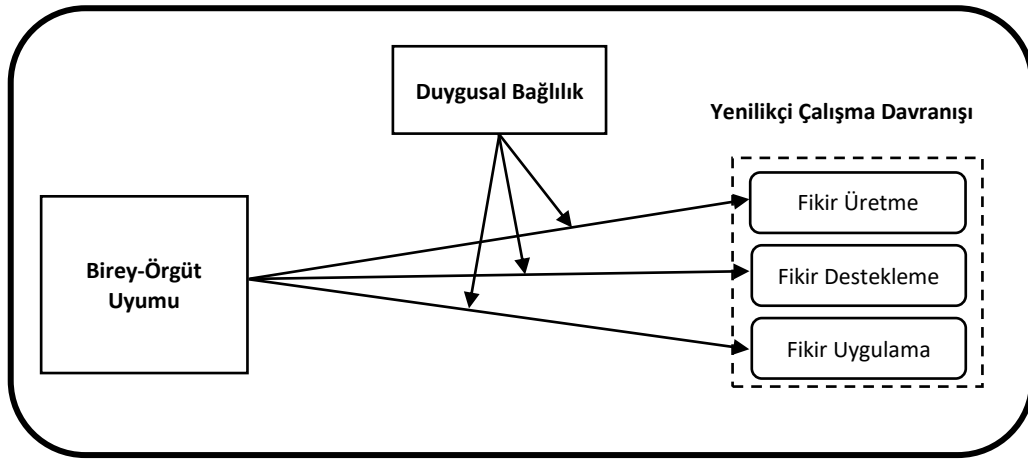 Duygusal Bağlılık
Yenilikçi Çalışma Davranışı
Birey-Örgüt
Uyumu
Fikir Üretme
Fikir Destekleme
Fikir Uygulama